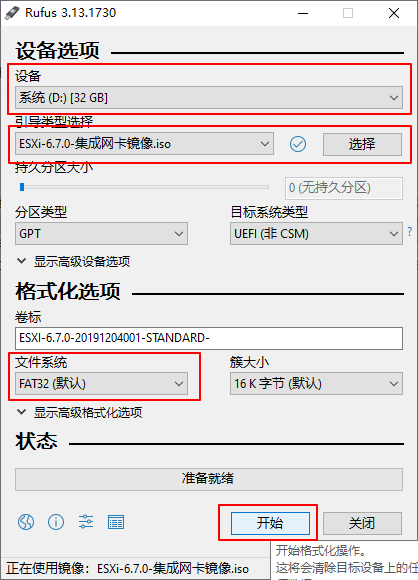 Rufus 3.13.1730
设备选项
设备
系统 (D:) [32 GB]
引导类型选择
ESXi-6.7.0-集成网卡镜像.iso
选择
持久分区大小
0 (无持久分区)
分区类型
目标系统类型
GPT
UEFI (非 CSM)
?
显示高级设备选项
格式化选项
卷标
ESXI-6.7.0-20191204001-STANDARD-
文件系统
簇大小
FAT32 (默认)
16 K 字节 (默认)
显示高级格式化选项
状态
准备就绪
开始
关闭
开始格式化操作。
这将会清除目标设备上的任
正在使用镜像：ESXi-6.7.0-集成网卡镜像.iso